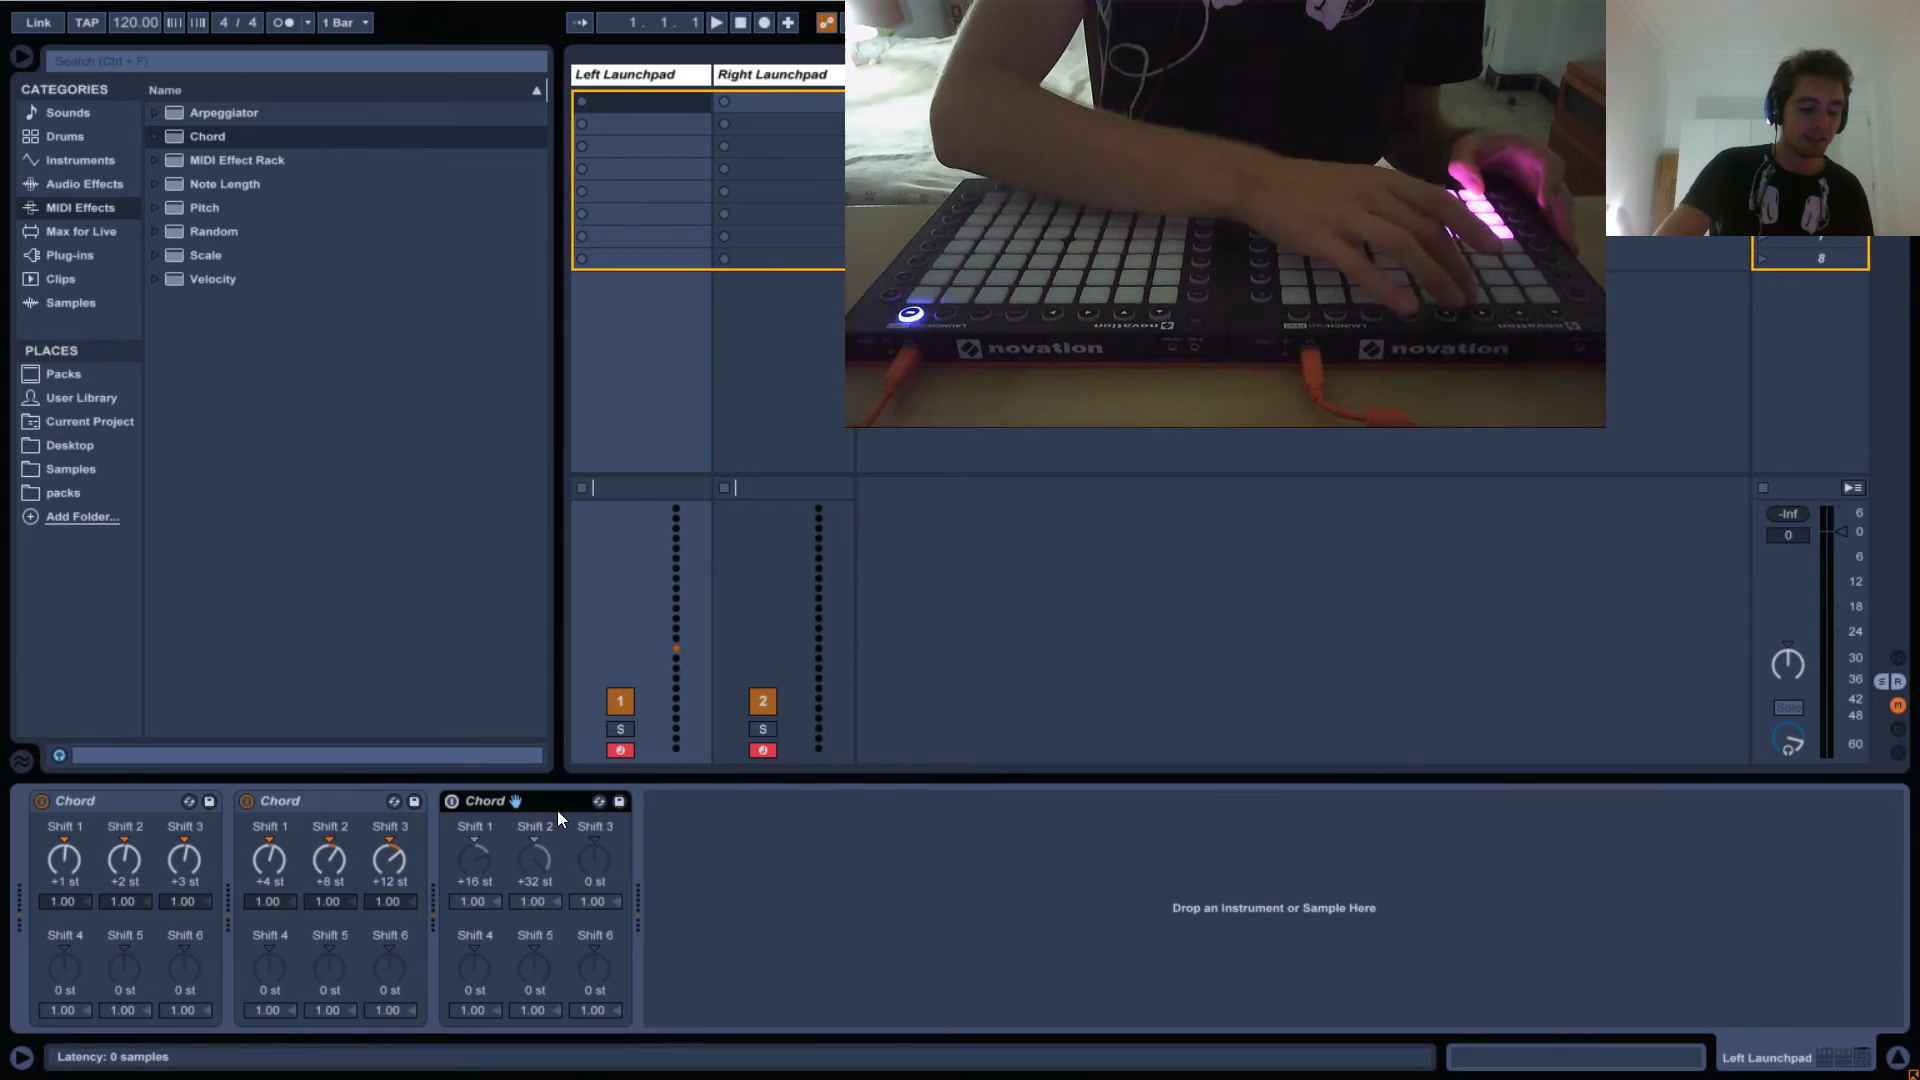 Link TAP 120.00 4 / 4 1 Bar 1. 1. 1
Search (Ctrl + F)
CATEGORIES
Sounds
Drums
Instruments
Audio Effects
MIDI Effects
Max for Live
Plug-ins
Clips
Samples
PLACES
Packs
User Library
Current Project
Desktop
Samples
packs
Add Folder...
Name
Arpeggiator
Chord
MIDI Effect Rack
Note Length
Pitch
Random
Scale
Velocity
Left Launchpad Right Launchpad
novation novation
8
-Inf 6
0 0
6
12
18
24
30
36 S R
42 M
48
60
Solo
1 2
S S
Chord Chord Chord
Shift 1 Shift 2 Shift 3 Shift 1 Shift 2 Shift 3 Shift 1 Shift 2 Shift 3
+1 st +2 st +3 st +4 st +8 st +12 st +16 st +32 st 0 st
1.00 1.00 1.00 1.00 1.00 1.00 1.00 1.00 1.00
Shift 4 Shift 5 Shift 6 Shift 4 Shift 5 Shift 6 Shift 4 Shift 5 Shift 6
0 st 0 st 0 st 0 st 0 st 0 st 0 st 0 st 0 st
1.00 1.00 1.00 1.00 1.00 1.00 1.00 1.00 1.00
Drop an Instrument or Sample Here
Latency: 0 samples
Left Launchpad